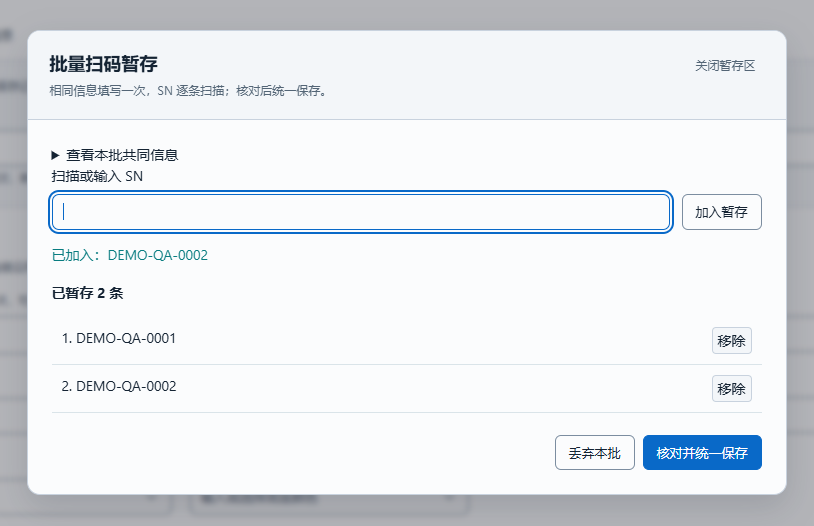 批量扫码暂存
关闭暂存区
相同信息填写一次，SN 逐条扫描；核对后统一保存。
▶ 查看本批共同信息
扫描或输入 SN
加入暂存
已加入：DEMO-QA-0002
已暂存 2 条
1. DEMO-QA-0001
移除
2. DEMO-QA-0002
移除
丢弃本批
核对并统一保存